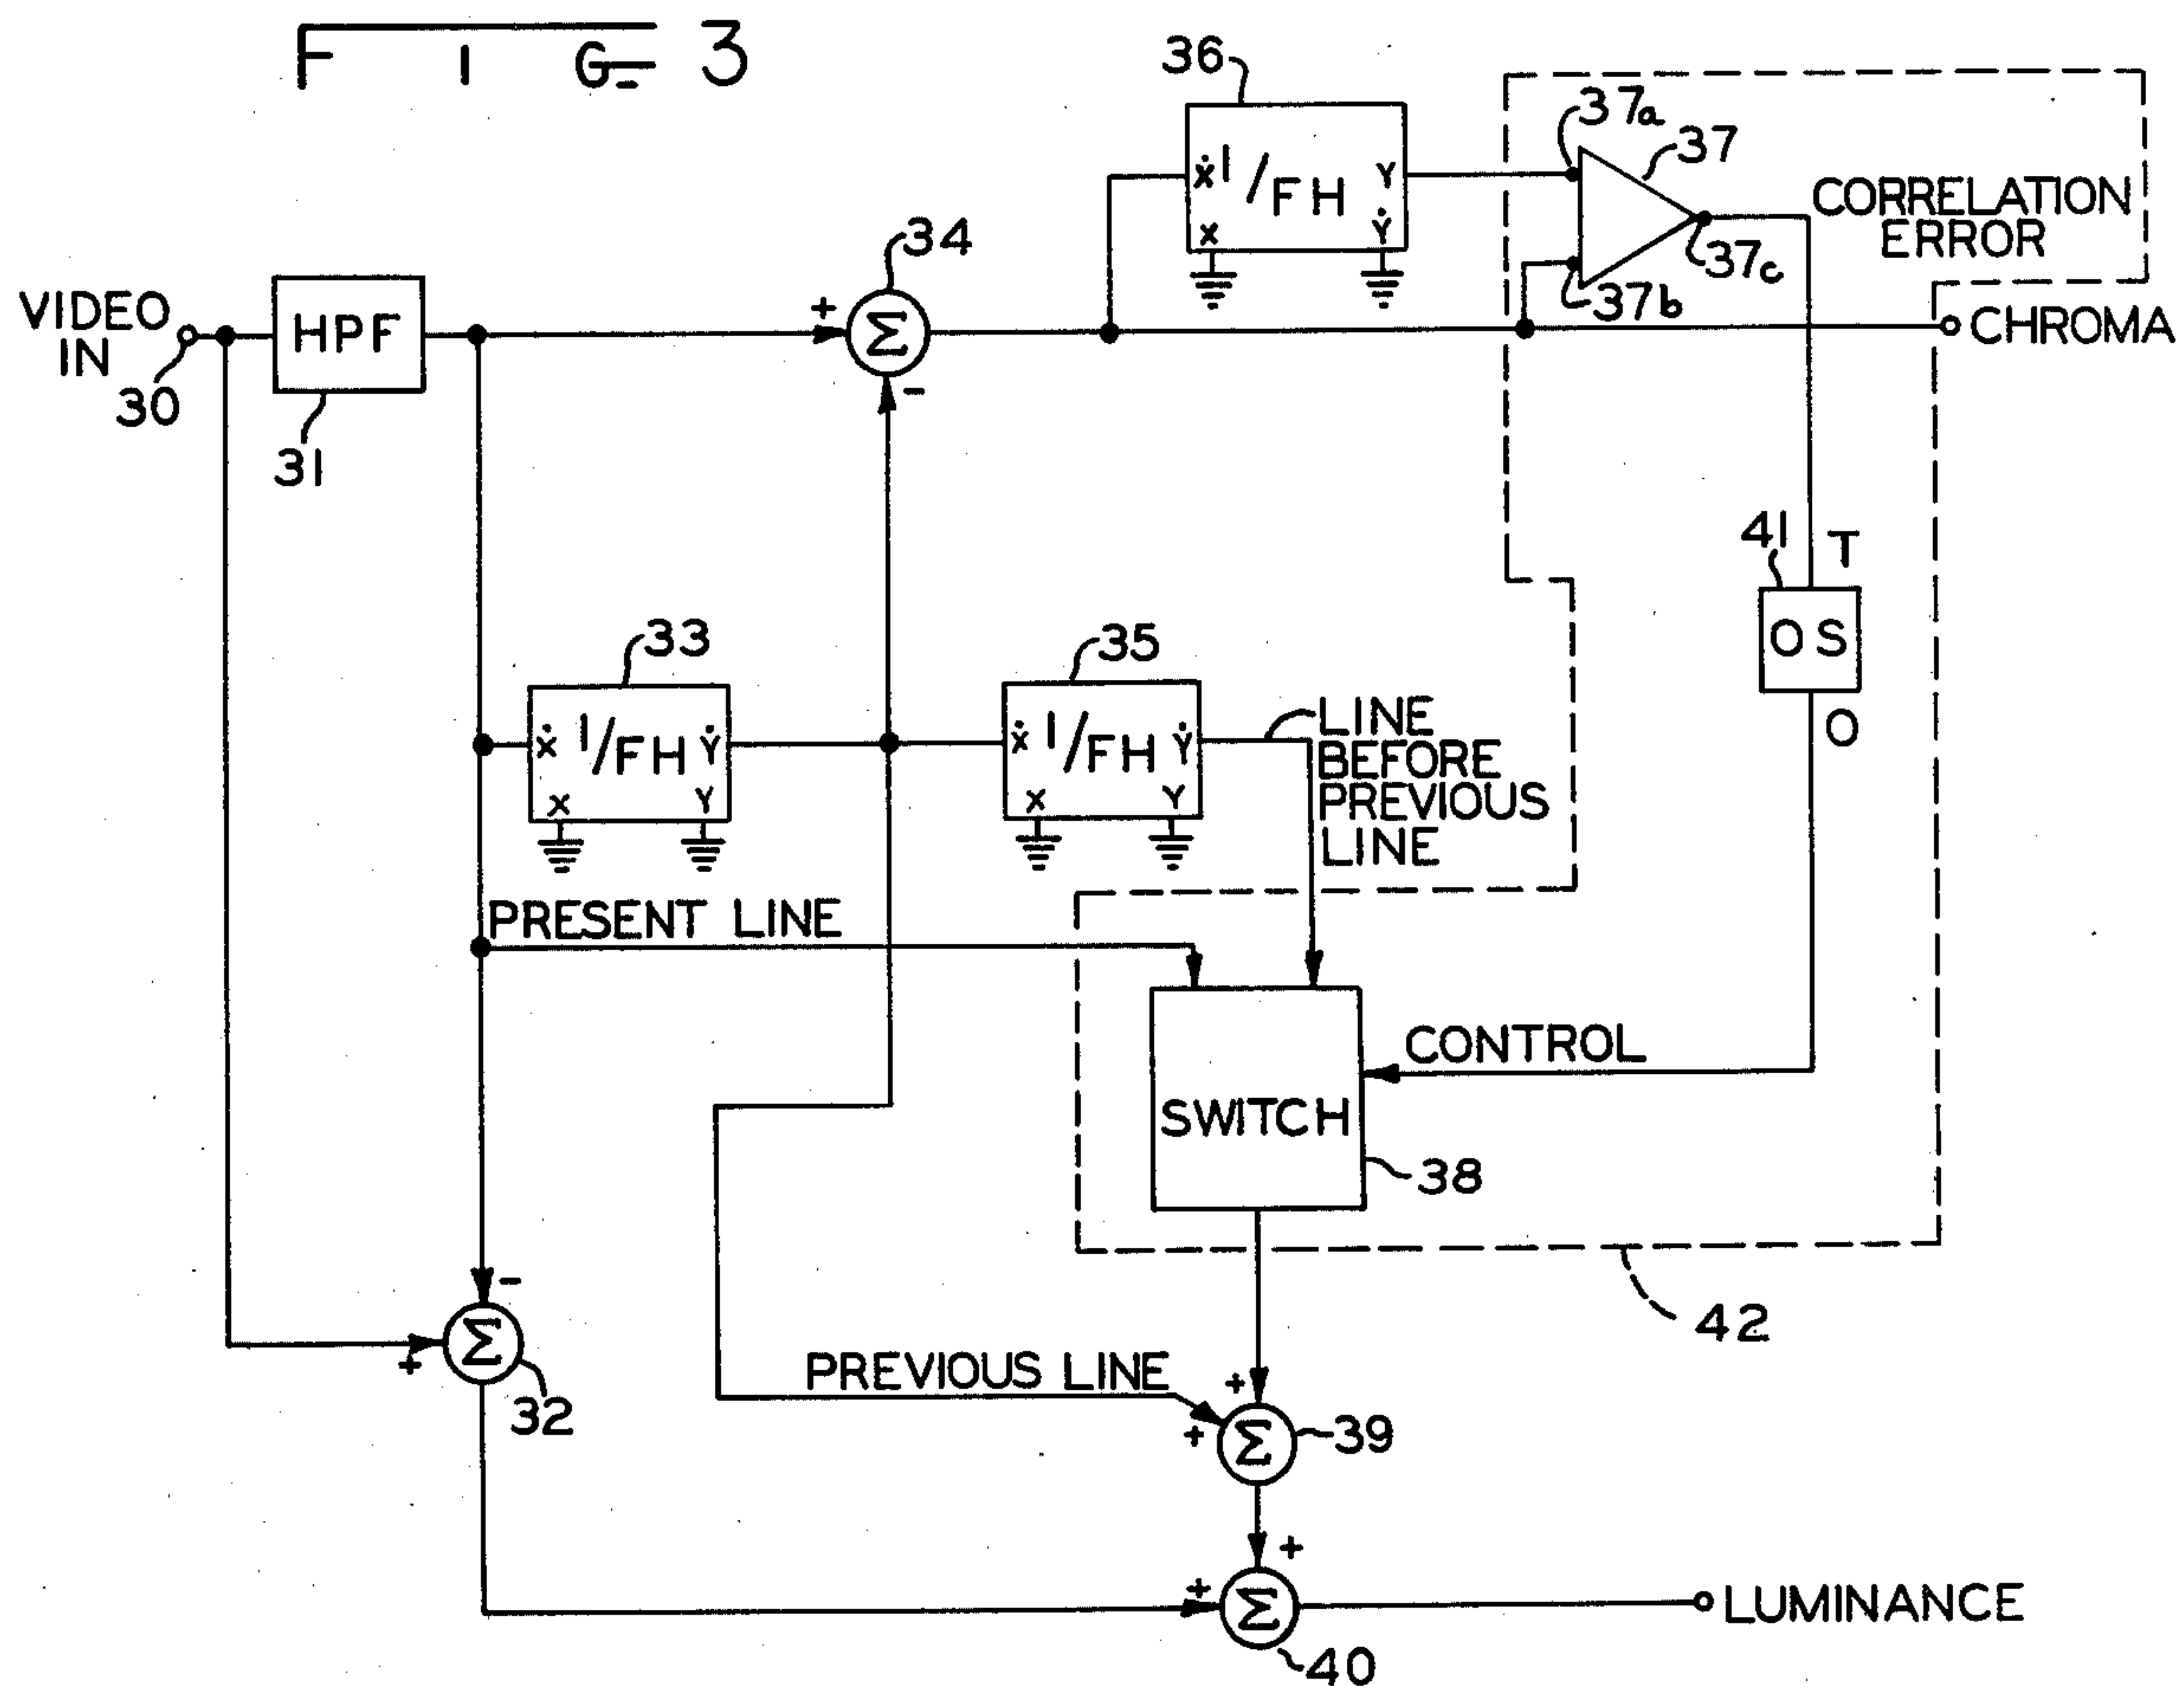 FIG 3
36
37a
37
CORRELATION
ERROR
Ẋ 1/FH Y
X Ẏ
34
37c
37b
VIDEO
IN
HPF
+
Σ
CHROMA
30
-
31
41
T
OS
O
33
35
Ẋ 1/FH Ẏ
X Y
Ẋ 1/FH Ẏ
X Y
LINE
BEFORE
PREVIOUS
LINE
PRESENT LINE
CONTROL
SWITCH
38
-
Σ
+
32
42
PREVIOUS LINE
+
+
Σ
39
+
+
Σ
LUMINANCE
40